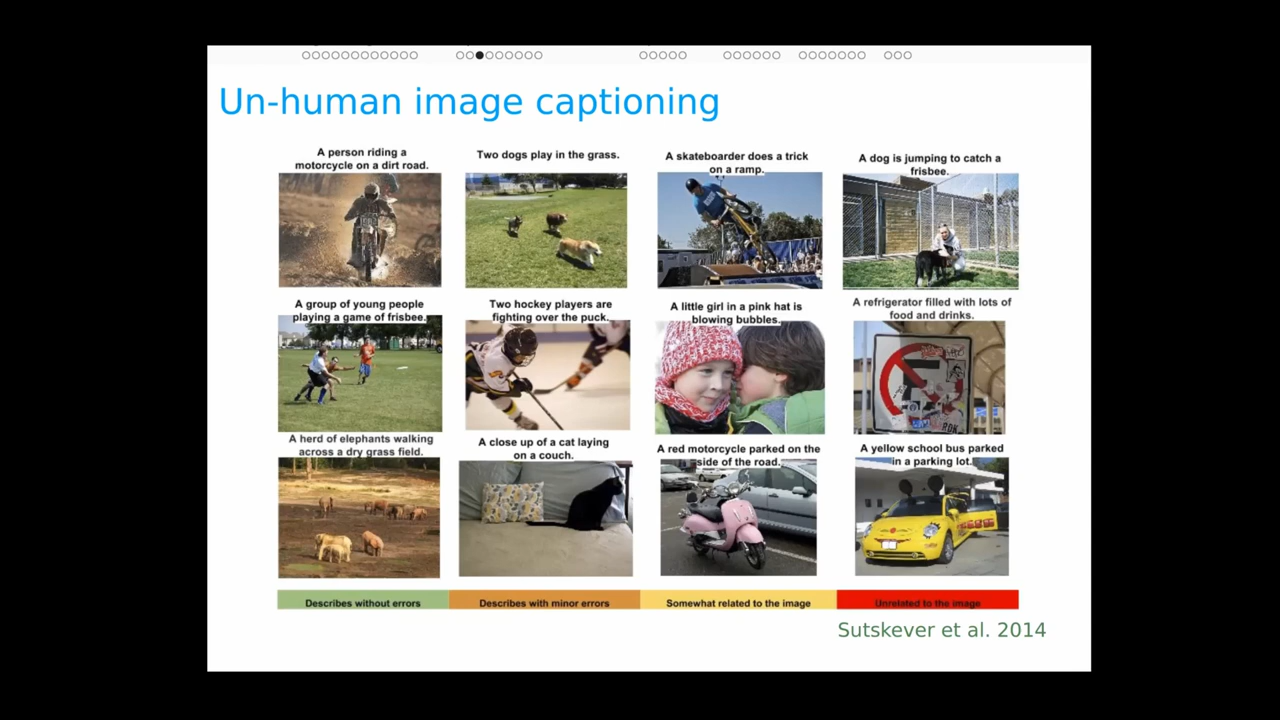 Un-human image captioning
A person riding a
motorcycle on a dirt road.
Two dogs play in the grass.
A skateboarder does a trick
on a ramp.
A dog is jumping to catch a
frisbee.
A group of young people
playing a game of frisbee.
Two hockey players are
fighting over the puck.
A little girl in a pink hat is
blowing bubbles.
A refrigerator filled with lots of
food and drinks.
A herd of elephants walking
across a dry grass field.
A close up of a cat laying
on a couch.
A red motorcycle parked on the
side of the road.
A yellow school bus parked
in a parking lot.
Describes without errors
Describes with minor errors
Somewhat related to the image
Unrelated to the image
Sutskever et al. 2014